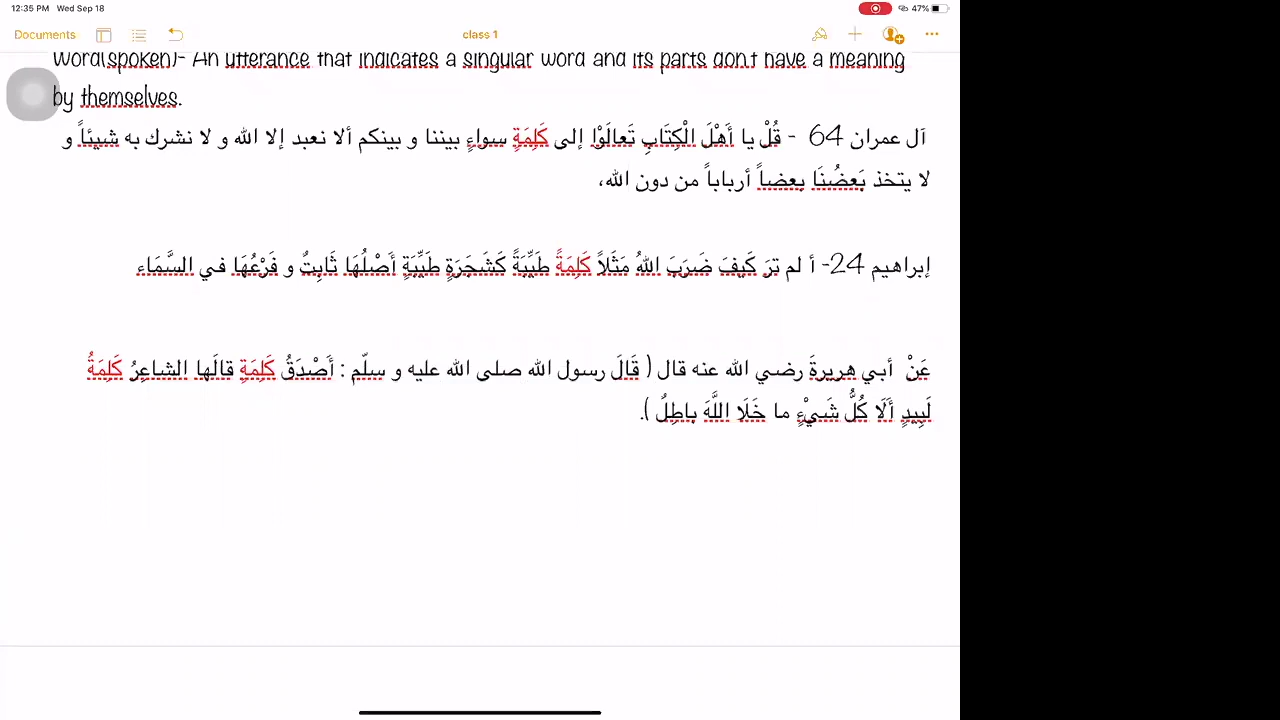 12:35 PM Wed Sep 18
47%
Documents
class 1
Word(spoken)- An utterance that indicates a singular word and its parts don't have a meaning
by themselves.
آل عمران 64 - قُلْ يا أَهْلَ الْكِتَابِ تَعالَوْا إلى كَلِمَةٍ سواءٍ بيننا و بينكم ألا نعبد إلا الله و لا نشرك به شيئاً و
لا يتخذ بَعضُنَا بعضاً أرباباً من دون الله،
إبراهيم 24- أ لم ترَ كَيفَ ضَرَبَ اللهُ مَثَلاً كَلِمَةً طَيِّبَةً كَشَجَرَةٍ طَيِّبَةٍ أَصْلُهَا ثَابِتٌ و فَرْعُهَا في السَّمَاء
عَنْ أبي هريرةَ رضي الله عنه قال ( قَالَ رسول الله صلى الله عليه و سلّم : أَصْدَقُ كَلِمَةٍ قالَها الشاعِرُ كَلِمَةُ
لَبِيدٍ أَلَا كُلُّ شَيْءٍ ما خَلَا اللَّهَ باطِلٌ ).